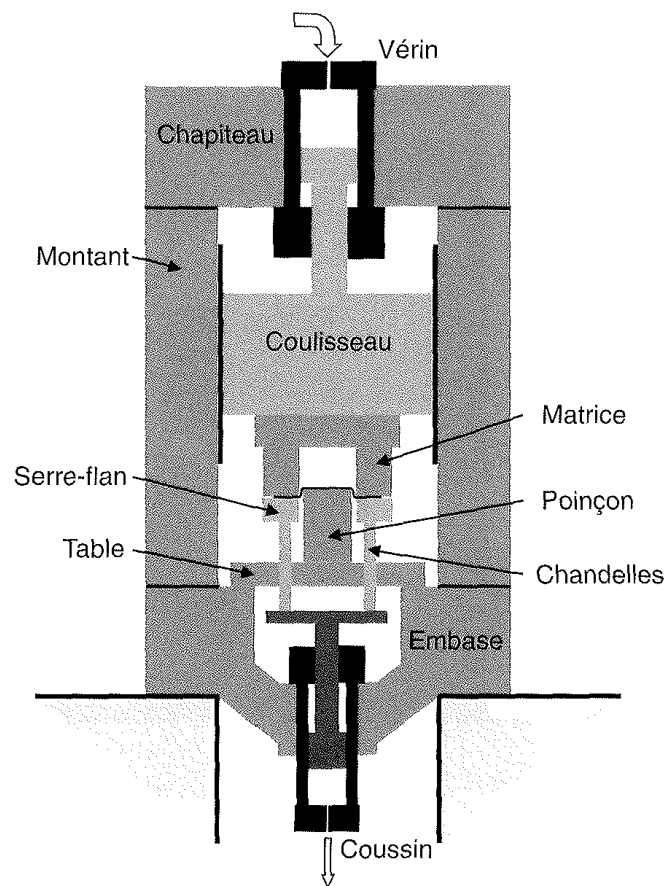 Vérin
Chapiteau
Montant
Coulisseau
Matrice
Serre-flan
Poinçon
Table
Chandelles
Embase
Coussin